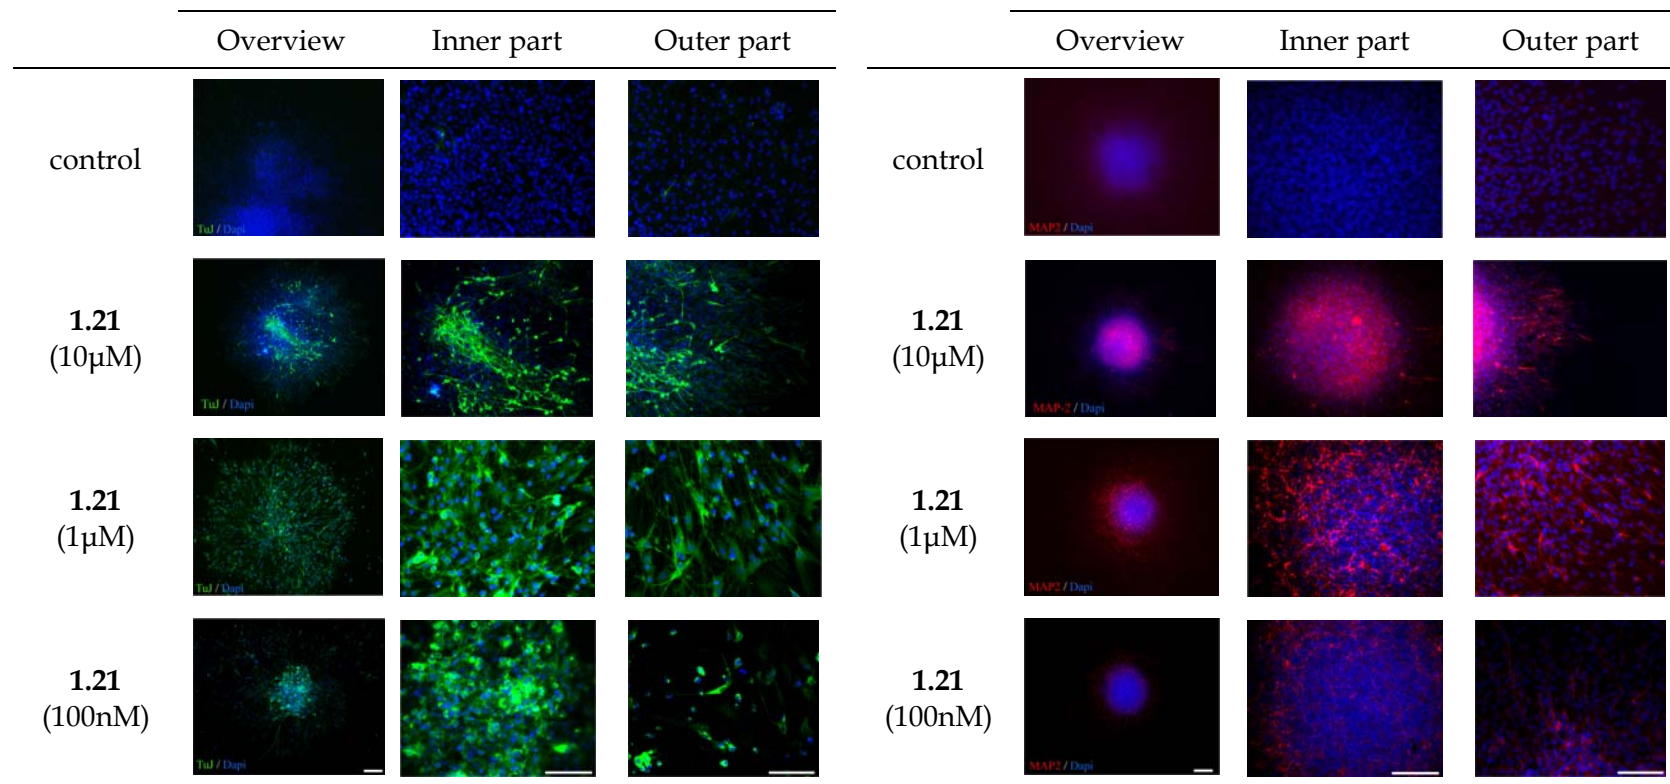 Overview Inner part Outer part Overview Inner part Outer part
control control
TuJ / Dapi MAP2 / Dapi
1.21 1.21
(10µM) (10µM)
TuJ / Dapi MAP-2 / Dapi
1.21 1.21
(1µM) (1µM)
TuJ / Dapi MAP2 / Dapi
1.21 1.21
(100nM) (100nM)
TuJ / Dapi MAP2 / Dapi